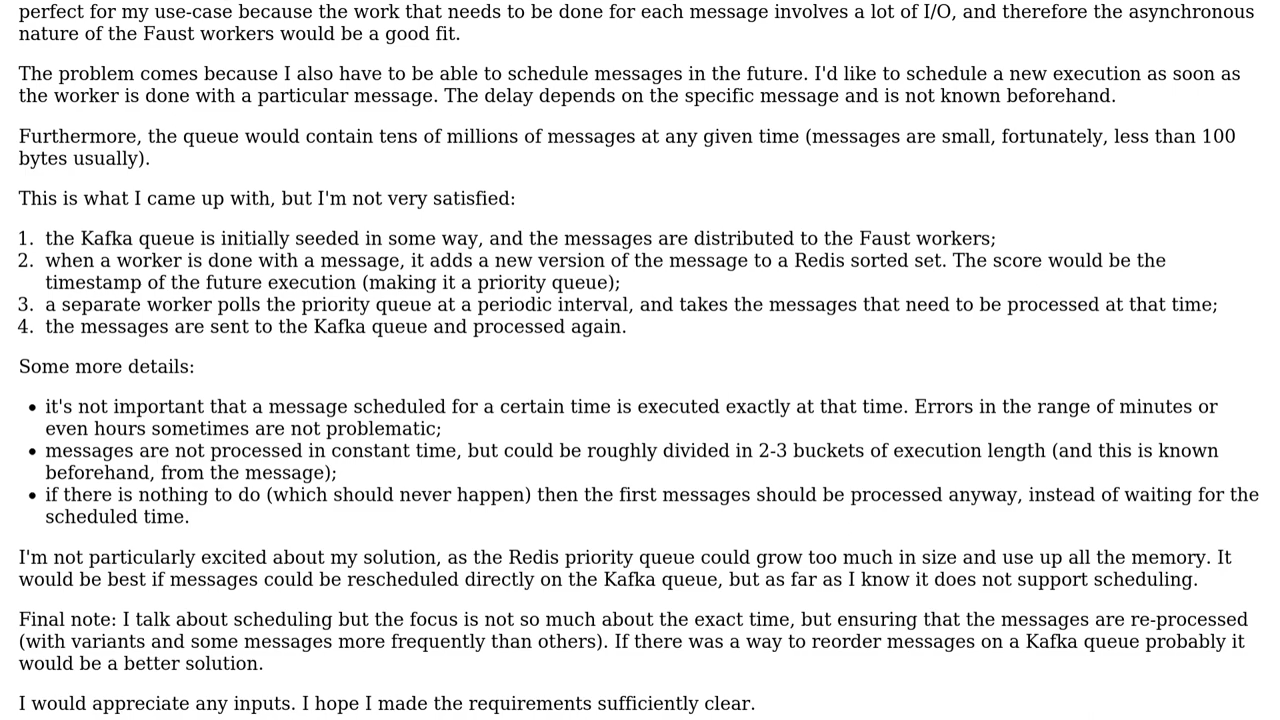 perfect for my use-case because the work that needs to be done for each message involves a lot of I/O, and therefore the asynchronous
nature of the Faust workers would be a good fit.
The problem comes because I also have to be able to schedule messages in the future. I'd like to schedule a new execution as soon as
the worker is done with a particular message. The delay depends on the specific message and is not known beforehand.
Furthermore, the queue would contain tens of millions of messages at any given time (messages are small, fortunately, less than 100
bytes usually).
This is what I came up with, but I'm not very satisfied:
1. the Kafka queue is initially seeded in some way, and the messages are distributed to the Faust workers;
2. when a worker is done with a message, it adds a new version of the message to a Redis sorted set. The score would be the
timestamp of the future execution (making it a priority queue);
3. a separate worker polls the priority queue at a periodic interval, and takes the messages that need to be processed at that time;
4. the messages are sent to the Kafka queue and processed again.
Some more details:
• it's not important that a message scheduled for a certain time is executed exactly at that time. Errors in the range of minutes or
even hours sometimes are not problematic;
• messages are not processed in constant time, but could be roughly divided in 2-3 buckets of execution length (and this is known
beforehand, from the message);
• if there is nothing to do (which should never happen) then the first messages should be processed anyway, instead of waiting for the
scheduled time.
I'm not particularly excited about my solution, as the Redis priority queue could grow too much in size and use up all the memory. It
would be best if messages could be rescheduled directly on the Kafka queue, but as far as I know it does not support scheduling.
Final note: I talk about scheduling but the focus is not so much about the exact time, but ensuring that the messages are re-processed
(with variants and some messages more frequently than others). If there was a way to reorder messages on a Kafka queue probably it
would be a better solution.
I would appreciate any inputs. I hope I made the requirements sufficiently clear.